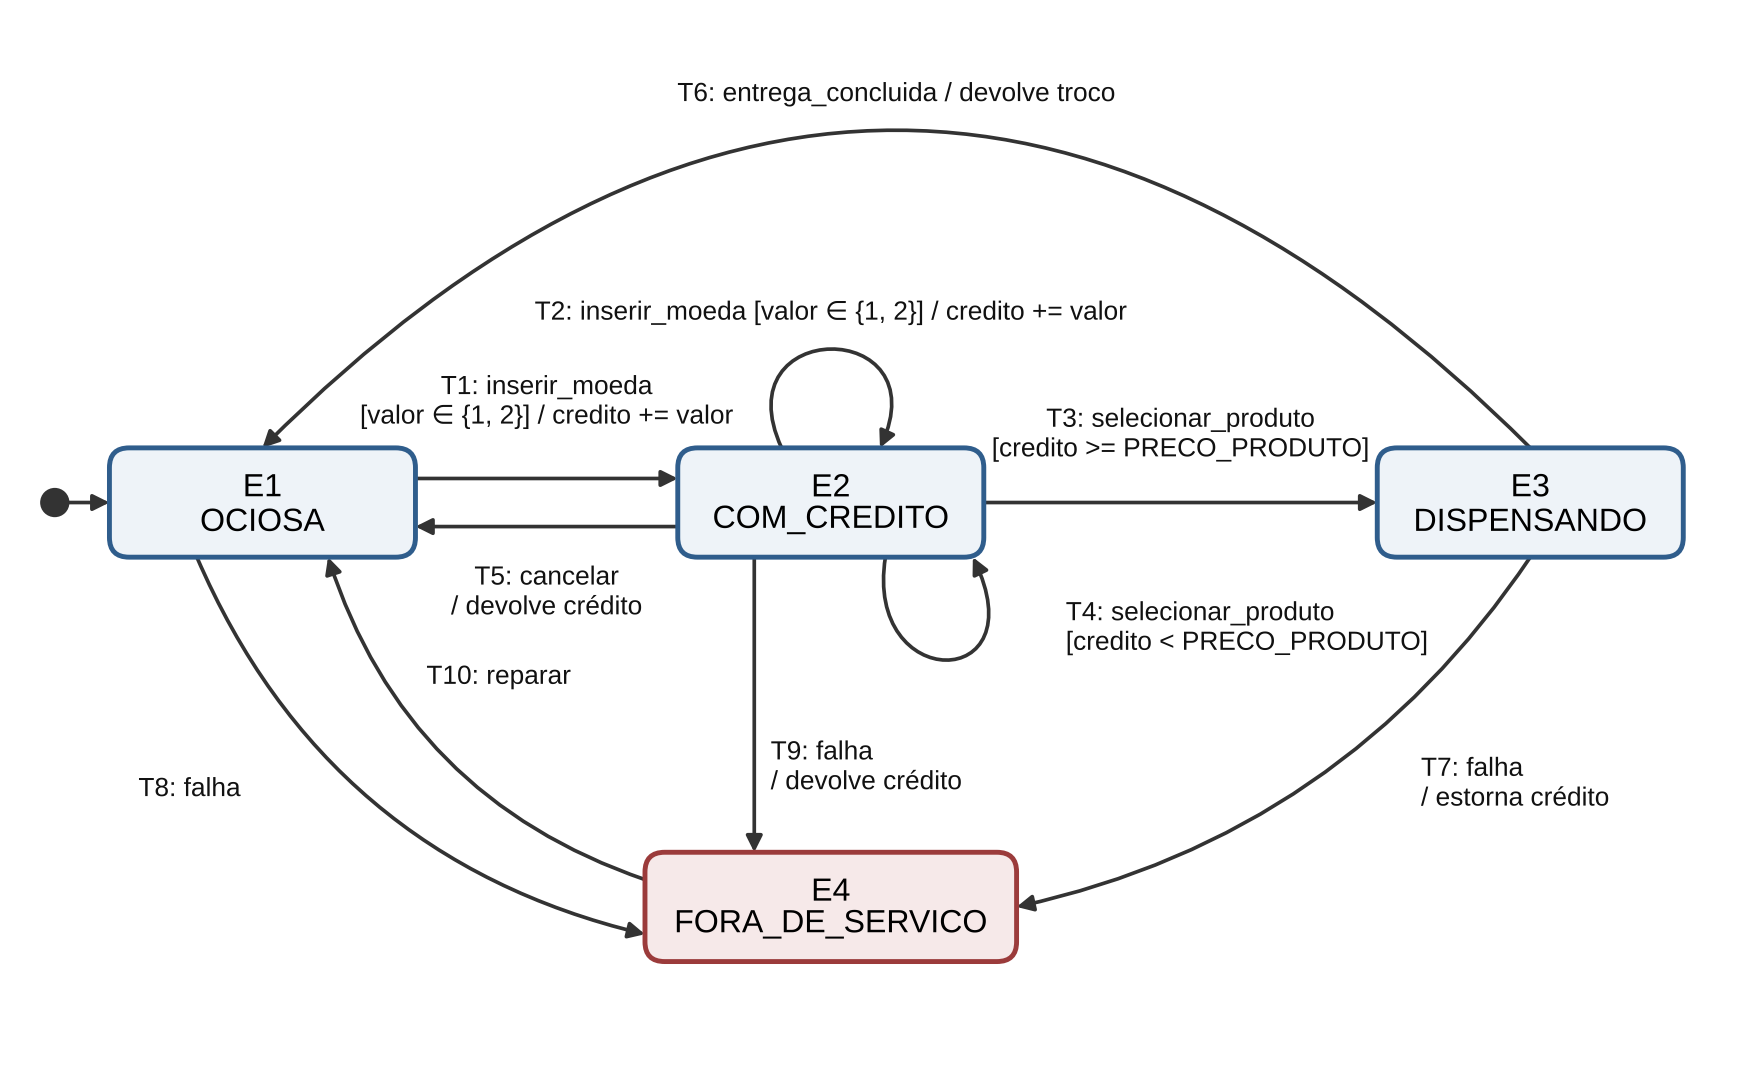 T6: entrega_concluida / devolve troco
T2: inserir_moeda [valor ∈ {1, 2}] / credito += valor
T1: inserir_moeda
[valor ∈ {1, 2}] / credito += valor
T3: selecionar_produto
[credito >= PRECO_PRODUTO]
E1
OCIOSA
E2
COM_CREDITO
E3
DISPENSANDO
T5: cancelar
/ devolve crédito
T4: selecionar_produto
[credito < PRECO_PRODUTO]
T10: reparar
T8: falha
T9: falha
/ devolve crédito
T7: falha
/ estorna crédito
E4
FORA_DE_SERVICO